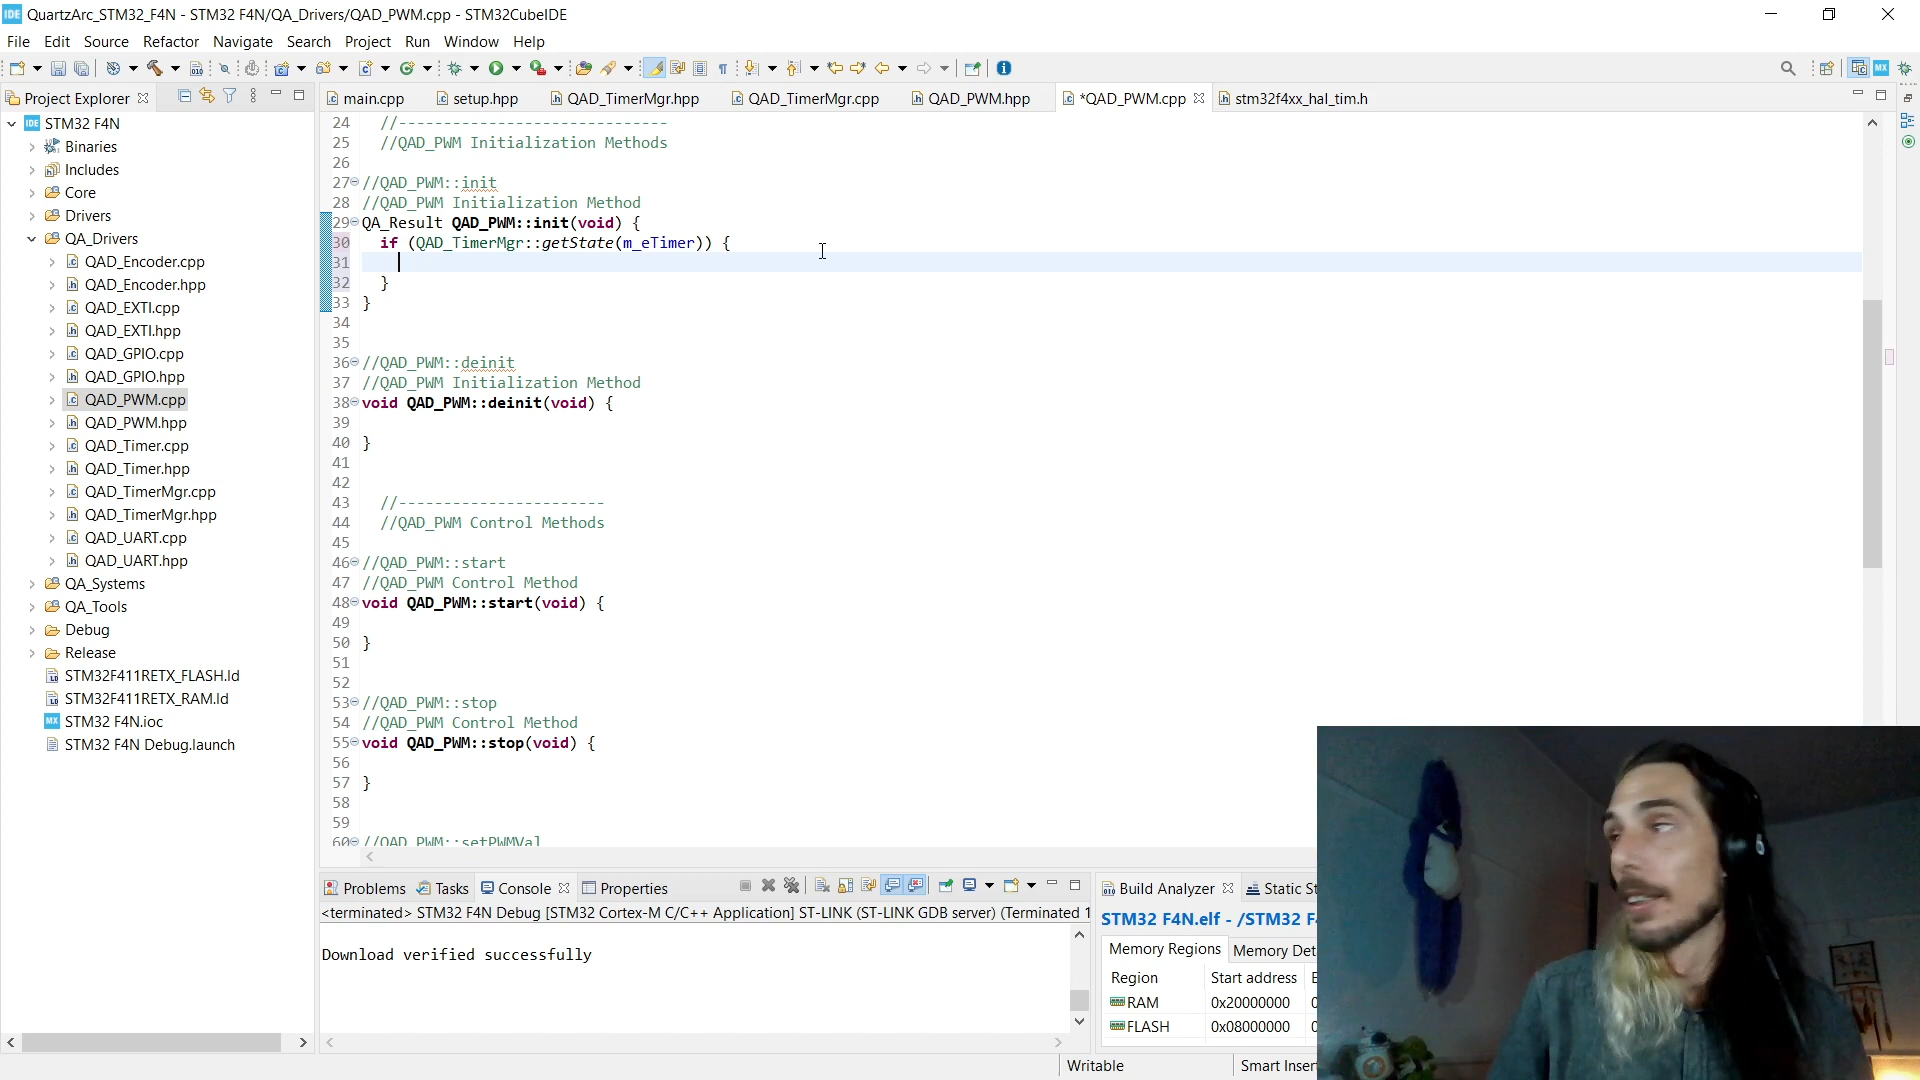 QuartzArc_STM32_F4N - STM32 F4N/QA_Drivers/QAD_PWM.cpp - STM32CubeIDE
File Edit Source Refactor Navigate Search Project Run Window Help
Project Explorer
main.cpp
setup.hpp
QAD_TimerMgr.hpp
QAD_TimerMgr.cpp
QAD_PWM.hpp
*QAD_PWM.cpp
stm32f4xx_hal_tim.h
STM32 F4N
Binaries
Includes
Core
Drivers
QA_Drivers
QAD_Encoder.cpp
QAD_Encoder.hpp
QAD_EXTI.cpp
QAD_EXTI.hpp
QAD_GPIO.cpp
QAD_GPIO.hpp
QAD_PWM.cpp
QAD_PWM.hpp
QAD_Timer.cpp
QAD_Timer.hpp
QAD_TimerMgr.cpp
QAD_TimerMgr.hpp
QAD_UART.cpp
QAD_UART.hpp
QA_Systems
QA_Tools
Debug
Release
STM32F411RETX_FLASH.ld
STM32F411RETX_RAM.ld
STM32 F4N.ioc
STM32 F4N Debug.launch
24 //------------------------------
25 //QAD_PWM Initialization Methods
26
27 //QAD_PWM::init
28 //QAD_PWM Initialization Method
29 QA_Result QAD_PWM::init(void) {
30 if (QAD_TimerMgr::getState(m_eTimer)) {
31
32 }
33 }
34
35
36 //QAD_PWM::deinit
37 //QAD_PWM Initialization Method
38 void QAD_PWM::deinit(void) {
39
40 }
41
42
43 //-----------------------
44 //QAD_PWM Control Methods
45
46 //QAD_PWM::start
47 //QAD_PWM Control Method
48 void QAD_PWM::start(void) {
49
50 }
51
52
53 //QAD_PWM::stop
54 //QAD_PWM Control Method
55 void QAD_PWM::stop(void) {
56
57 }
58
59
60 //QAD_PWM::setPWMVal
Problems Tasks Console Properties
<terminated> STM32 F4N Debug [STM32 Cortex-M C/C++ Application] ST-LINK (ST-LINK GDB server) (Terminated 1
Download verified successfully
Build Analyzer Static St
STM32 F4N.elf - /STM32 F4
Memory Regions Memory Det
Region Start address
RAM 0x20000000
FLASH 0x08000000
Writable Smart Inser